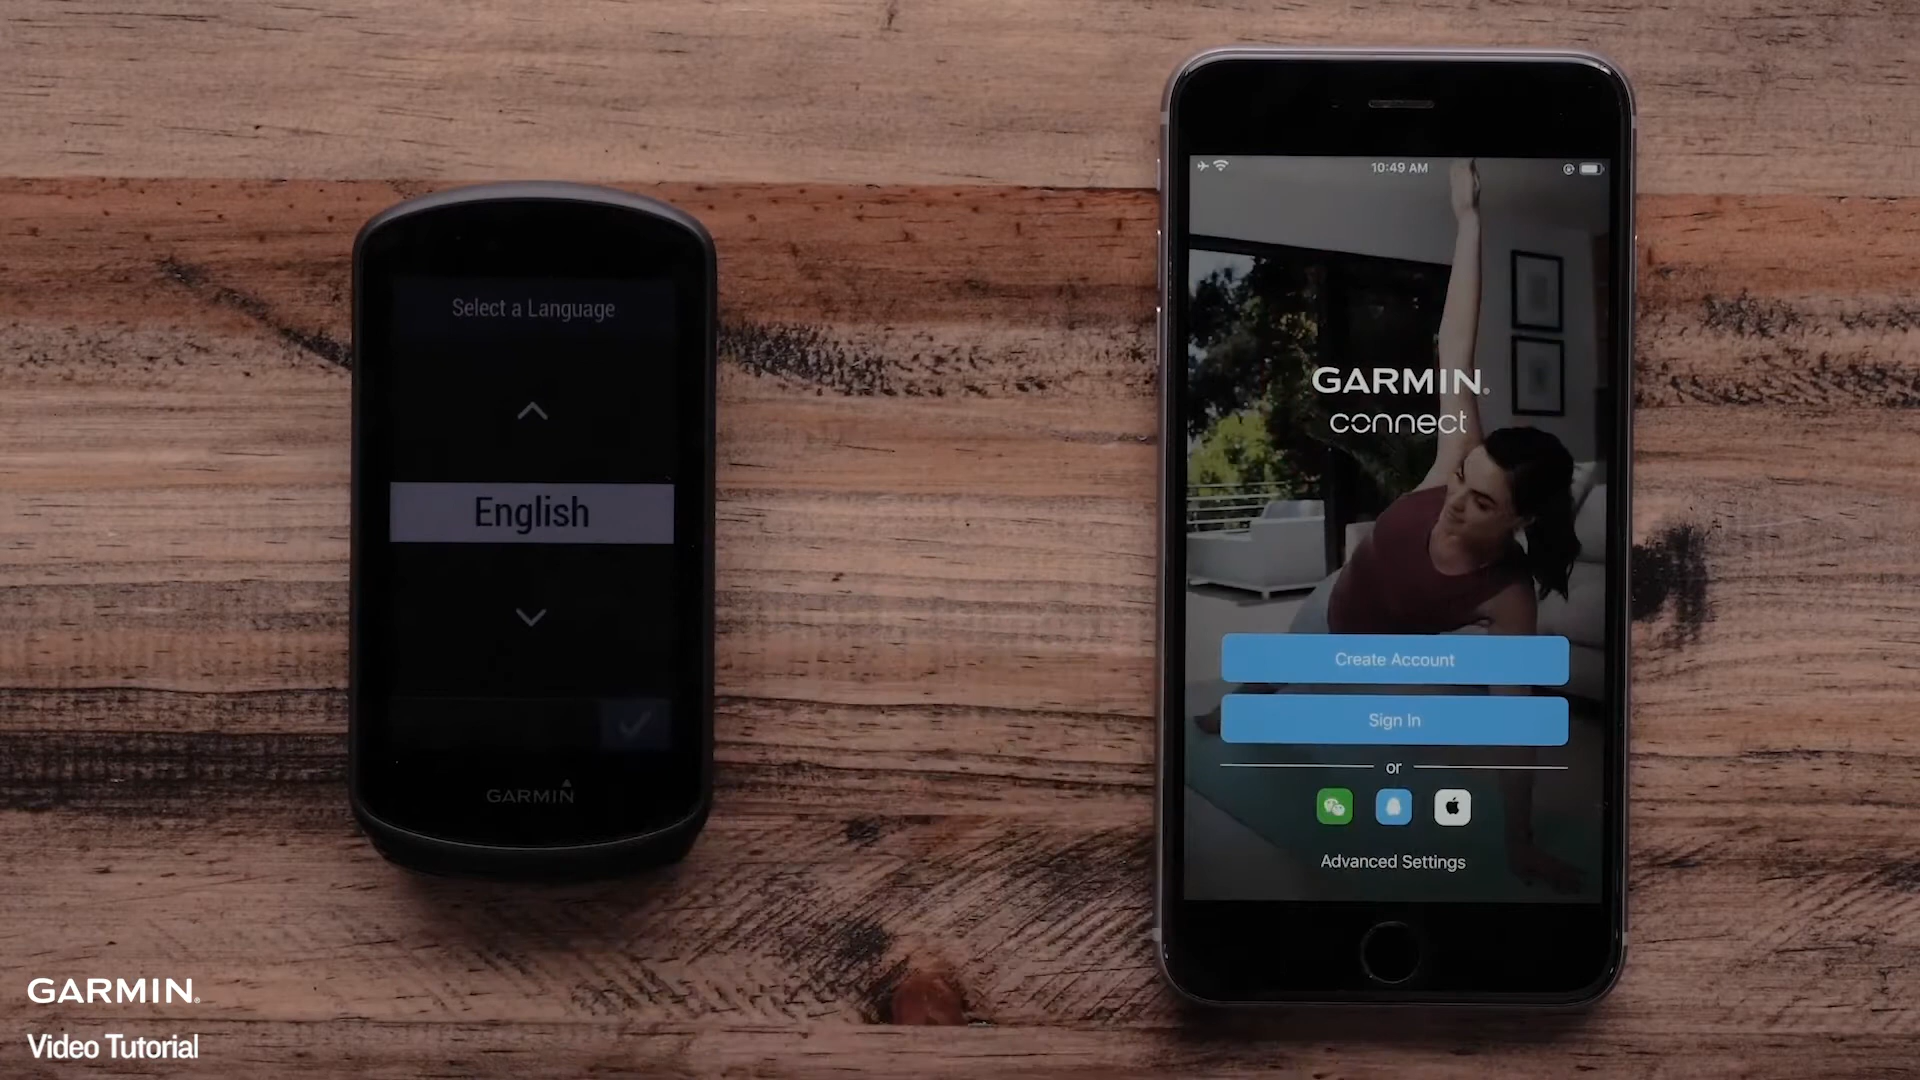 Select a Language
English
GARMIN
10:49 AM
GARMIN®
connect
Create Account
Sign In
or
Advanced Settings
GARMIN®
Video Tutorial